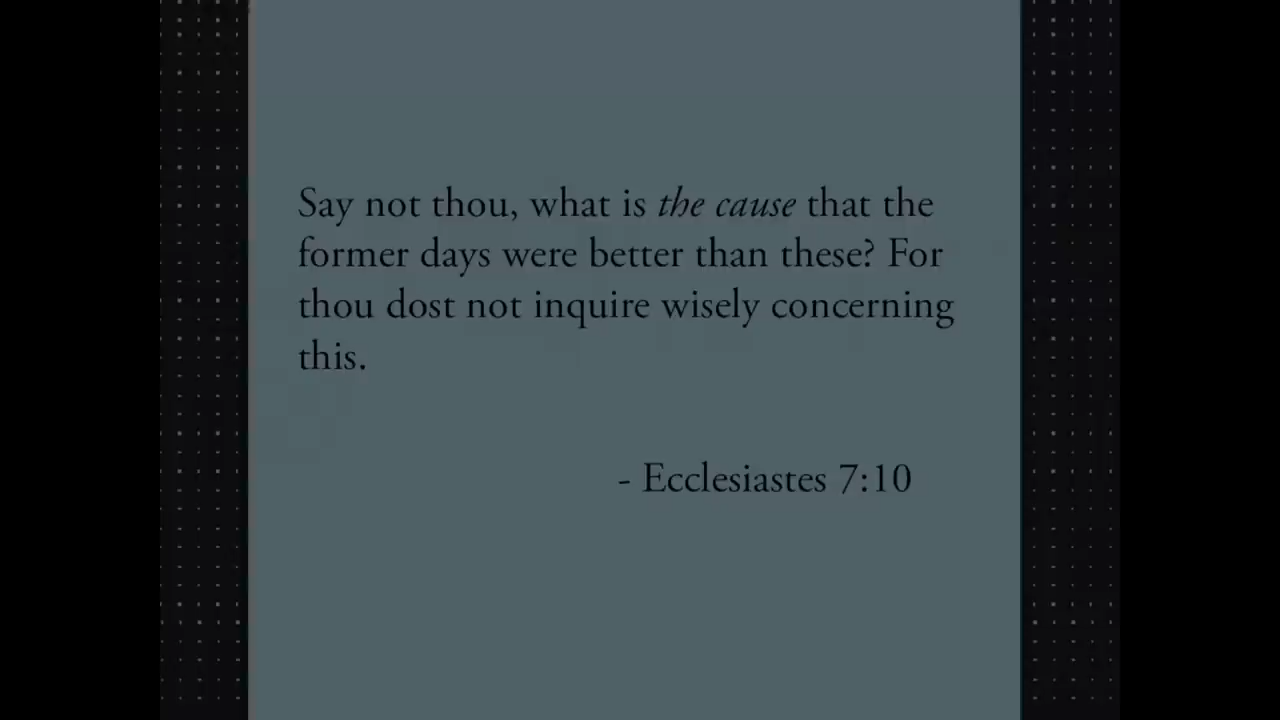 Say not thou, what is the cause that the
former days were better than these? For
thou dost not inquire wisely concerning
this.
- Ecclesiastes 7:10